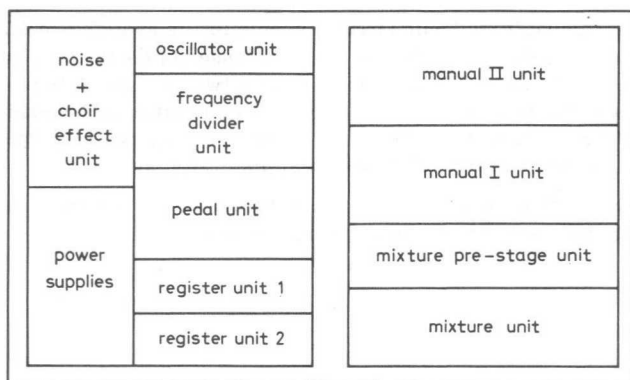 noise
+
choir
effect
unit
power
supplies
oscillator unit
frequency
divider
unit
pedal unit
register unit 1
register unit 2
manual II unit
manual I unit
mixture pre-stage unit
mixture unit